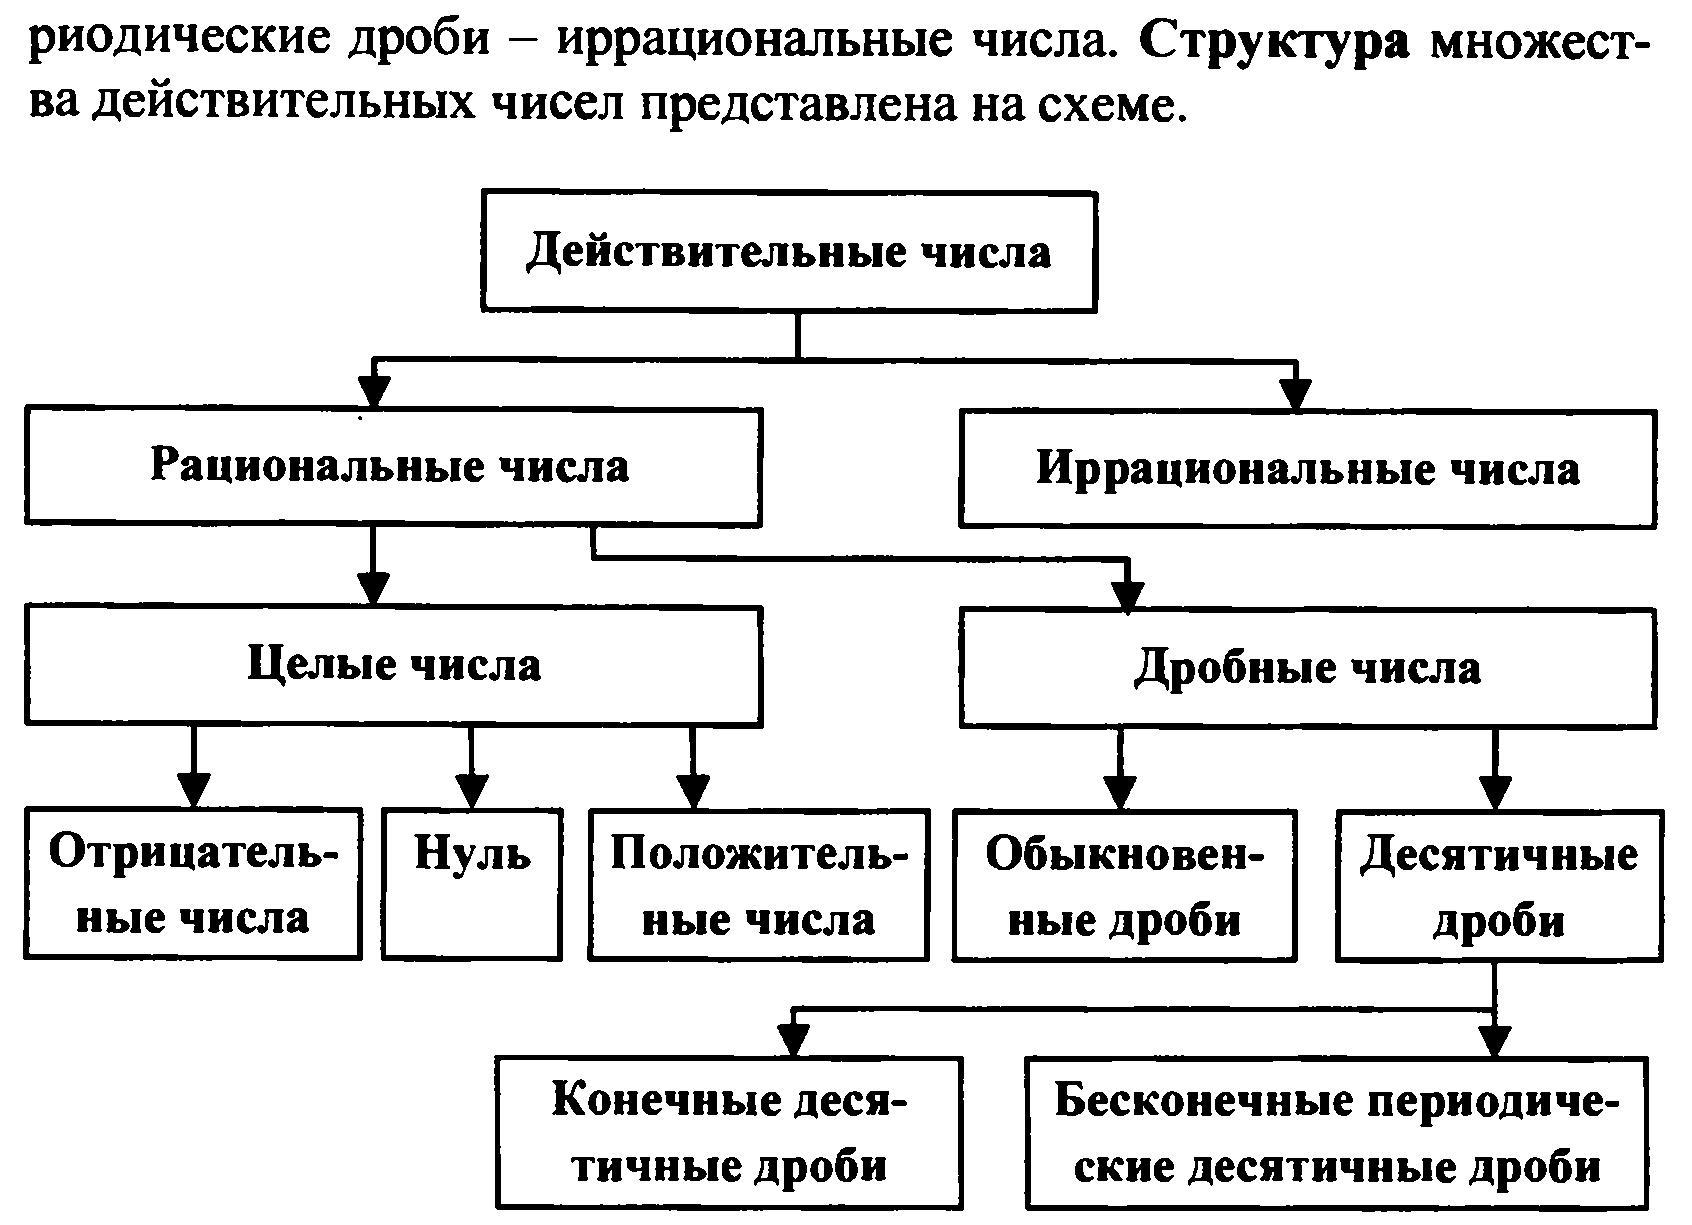 риодические дроби – иррациональные числа. Структура множест-
ва действительных чисел представлена на схеме.
Действительные числа
Рациональные числа
Иррациональные числа
Целые числа
Дробные числа
Отрицатель-
ные числа
Нуль
Положитель-
ные числа
Обыкновен-
ные дроби
Десятичные
дроби
Конечные деся-
тичные дроби
Бесконечные периодиче-
ские десятичные дроби